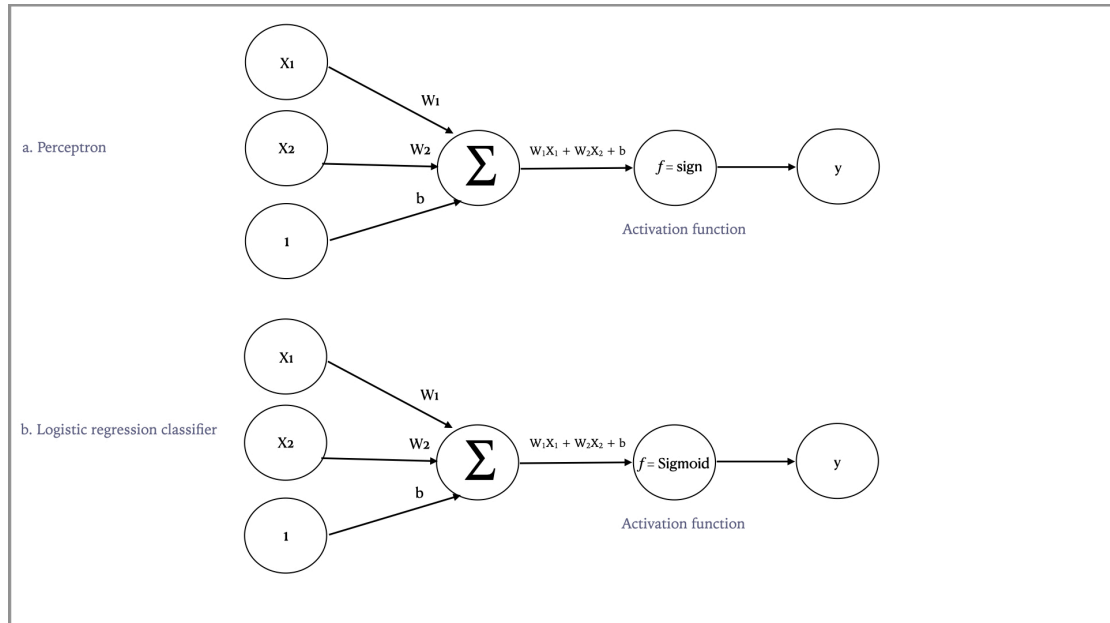 X1
W1
a. Perceptron
X2
W2
∑
W1X1 + W2X2 + b
f = sign
y
b
1
Activation function
X1
W1
b. Logistic regression classifier
X2
W2
∑
W1X1 + W2X2 + b
f = Sigmoid
y
b
1
Activation function